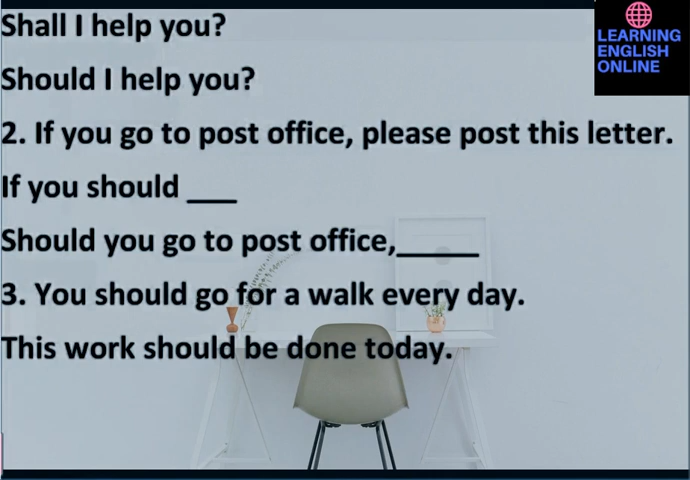 Shall I help you?
Should I help you?
2. If you go to post office, please post this letter.
If you should ___
Should you go to post office,______
3. You should go for a walk every day.
This work should be done today.
LEARNING
ENGLISH
ONLINE